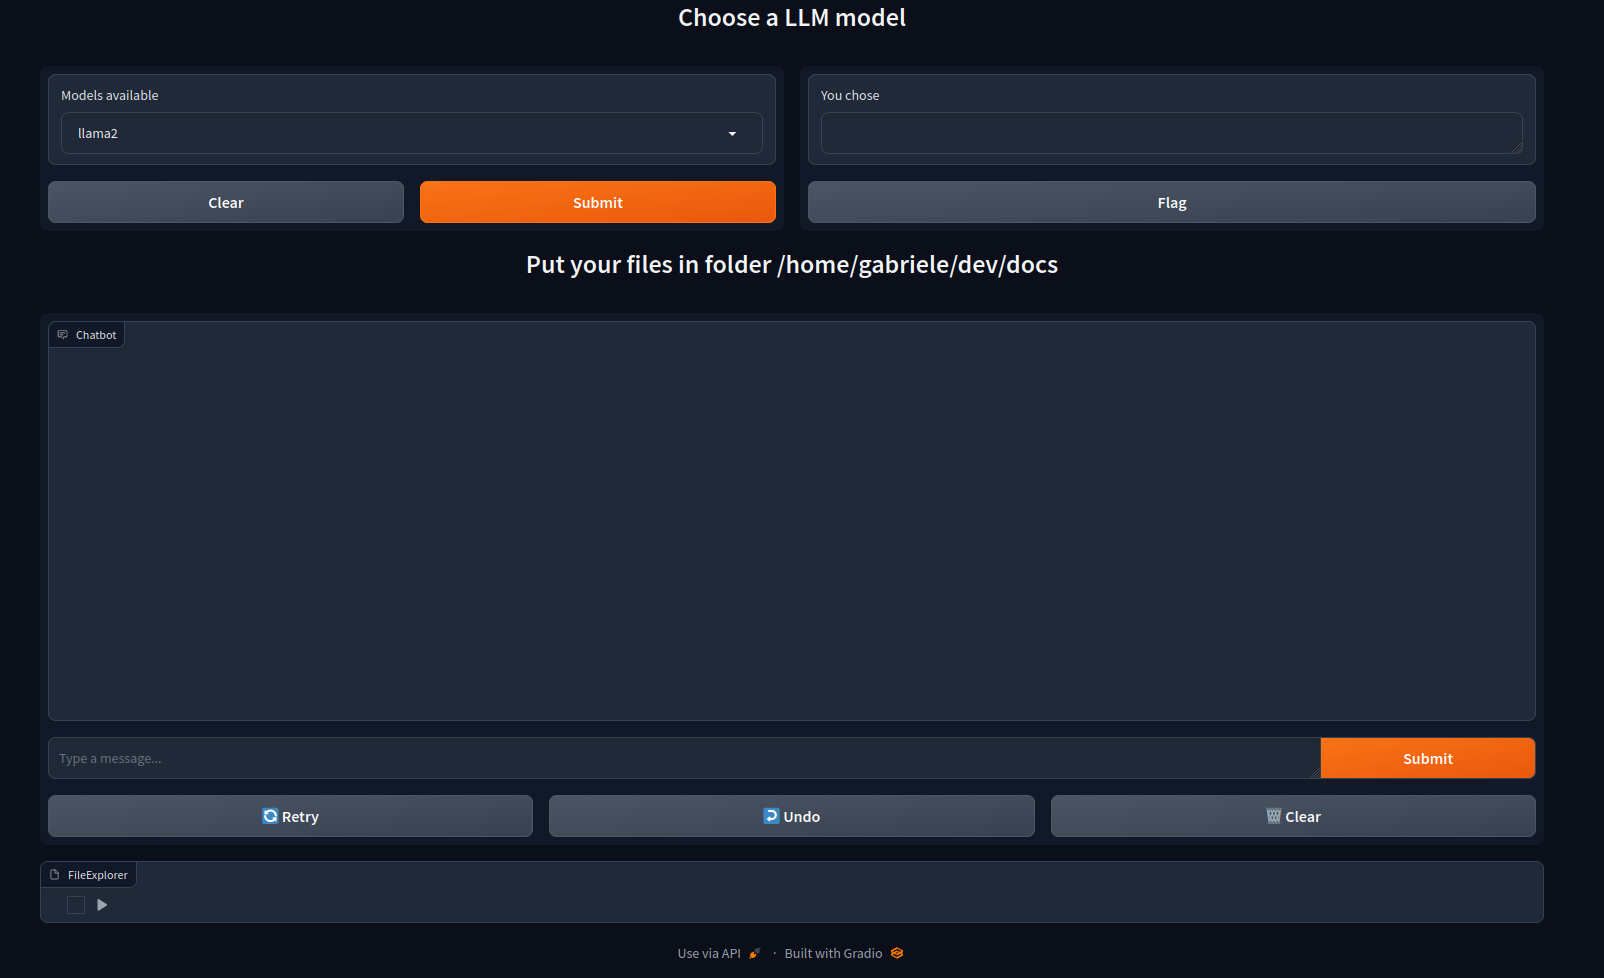 Choose a LLM model
Models available
You chose
llama2
Clear
Submit
Flag
Put your files in folder /home/gabriele/dev/docs
Chatbot
Type a message...
Submit
Retry
Undo
Clear
FileExplorer
Use via API · Built with Gradio